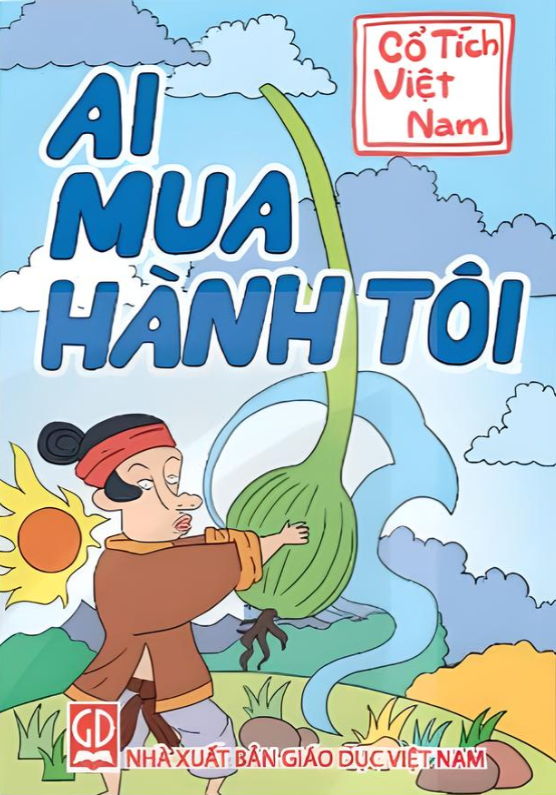 Cổ Tích
Việt
Nam
AI
MUA
HÀNH TÔI
GD
NHÀ XUẤT BẢN GIÁO DỤC VIỆT NAM